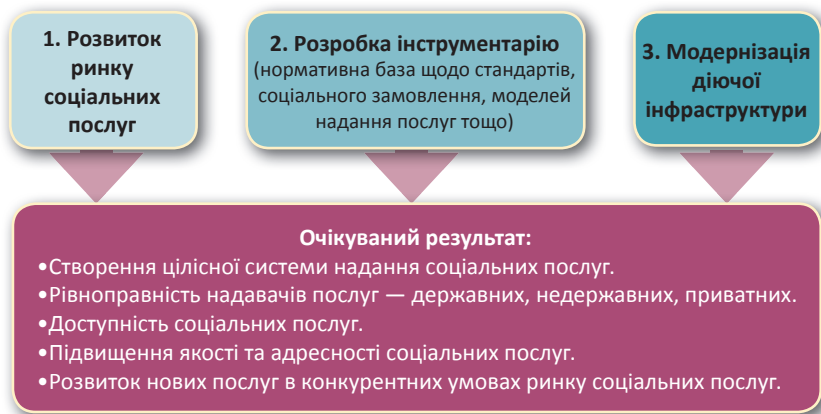 1. Розвиток
ринку
соціальних
послуг
2. Розробка інструментарію
(нормативна база щодо стандартів,
соціального замовлення, моделей
надання послуг тощо)
3. Модернізація
діючої
інфраструктури
Очікуваний результат:
•Створення цілісної системи надання соціальних послуг.
•Рівноправність надавачів послуг — державних, недержавних, приватних.
•Доступність соціальних послуг.
•Підвищення якості та адресності соціальних послуг.
•Розвиток нових послуг в конкурентних умовах ринку соціальних послуг.